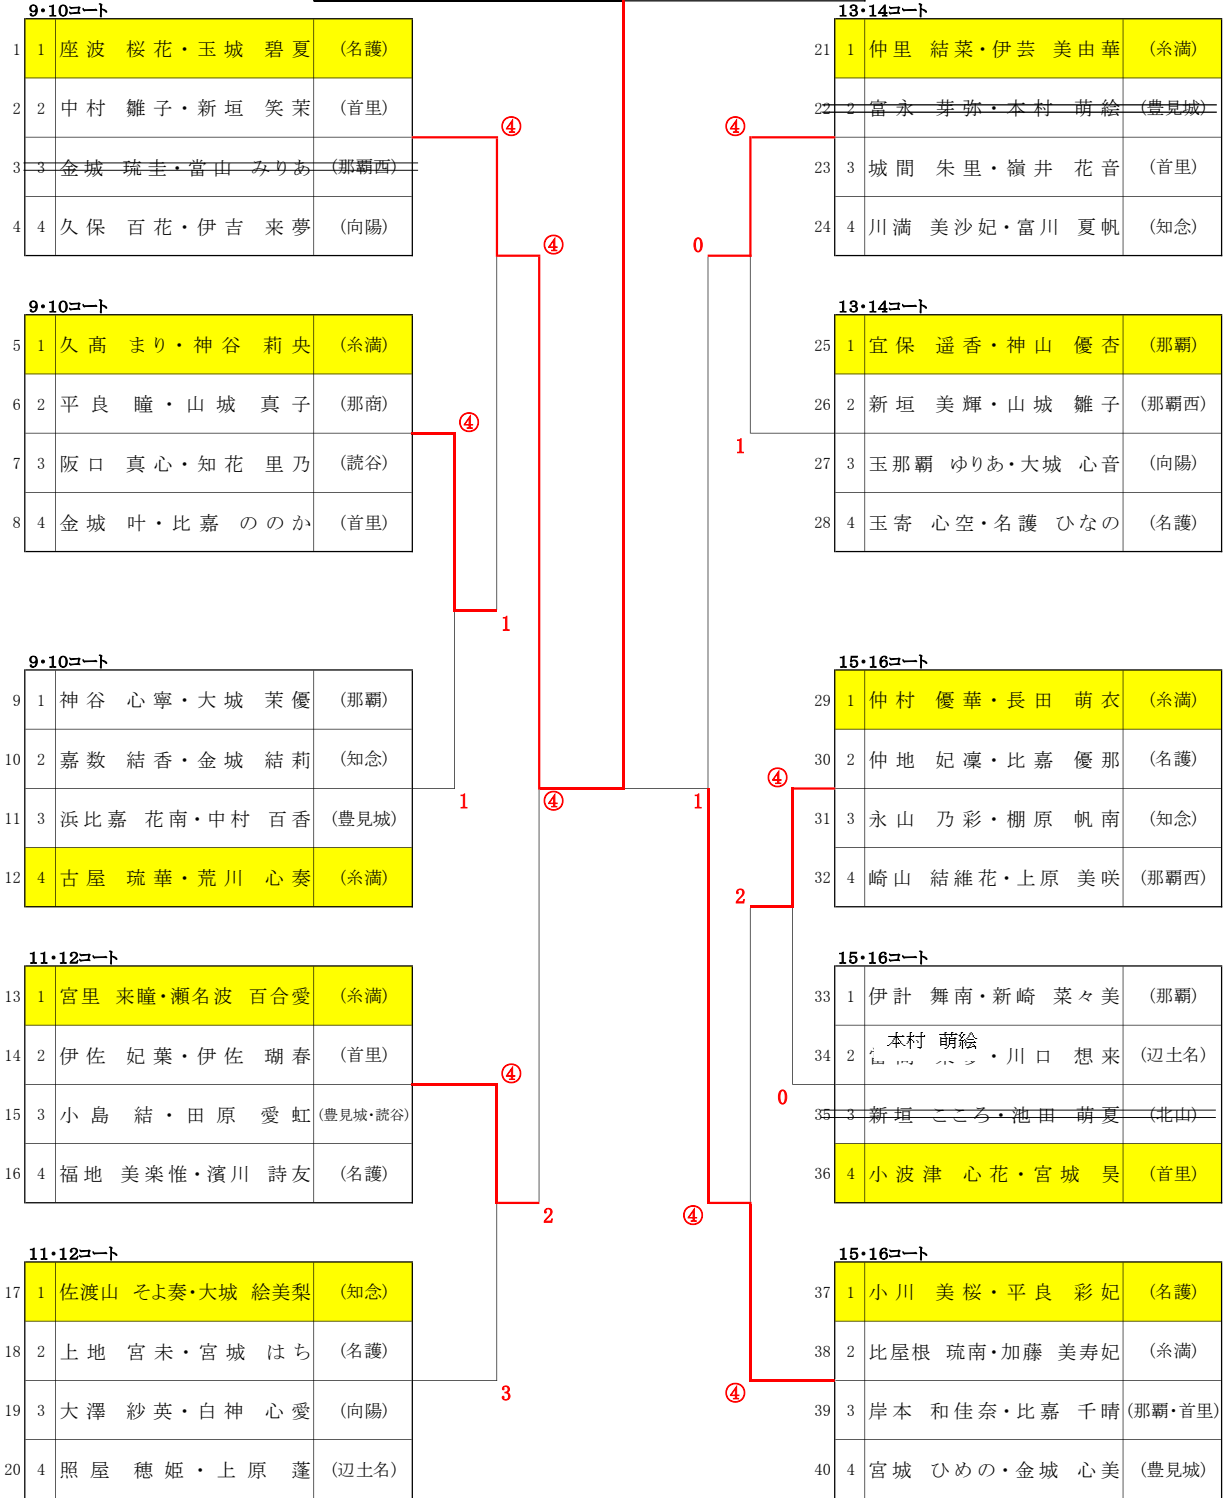 9・10コート
1 1 座波 桜花・玉城 碧夏 (名護)
2 2 中村 雛子・新垣 笑茉 (首里)
3 3 金城 琉圭・當山 みりあ (那覇西)
4 4 久保 百花・伊吉 来夢 (向陽)
④
④
9・10コート
5 1 久髙 まり・神谷 莉央 (糸満)
6 2 平良 瞳・山城 真子 (那商)
7 3 阪口 真心・知花 里乃 (読谷)
8 4 金城 叶・比嘉 ののか (首里)
④
1
9・10コート
9 1 神谷 心寧・大城 茉優 (那覇)
10 2 嘉数 結香・金城 結莉 (知念)
11 3 浜比嘉 花南・中村 百香 (豊見城)
12 4 古屋 琉華・荒川 心奏 (糸満)
1
④
11・12コート
13 1 宮里 来瞳・瀬名波 百合愛 (糸満)
14 2 伊佐 妃葉・伊佐 瑚春 (首里)
15 3 小島 結・田原 愛虹 (豊見城・読谷)
16 4 福地 美楽惟・濱川 詩友 (名護)
④
2
11・12コート
17 1 佐渡山 そよ奏・大城 絵美梨 (知念)
18 2 上地 宮未・宮城 はち (名護)
19 3 大澤 紗英・白神 心愛 (向陽)
20 4 照屋 穂姫・上原 蓬 (辺土名)
3
13・14コート
21 1 仲里 結菜・伊芸 美由華 (糸満)
22 2 富永 芽弥・本村 萌絵 (豊見城)
23 3 城間 朱里・嶺井 花音 (首里)
24 4 川満 美沙妃・富川 夏帆 (知念)
④
0
13・14コート
25 1 宜保 遥香・神山 優杏 (那覇)
26 2 新垣 美輝・山城 雛子 (那覇西)
27 3 玉那覇 ゆりあ・大城 心音 (向陽)
28 4 玉寄 心空・名護 ひなの (名護)
1
15・16コート
29 1 仲村 優華・長田 萌衣 (糸満)
30 2 仲地 妃凜・比嘉 優那 (名護)
31 3 永山 乃彩・棚原 帆南 (知念)
32 4 崎山 結維花・上原 美咲 (那覇西)
④
1
2
15・16コート
33 1 伊計 舞南・新崎 菜々美 (那覇)
本村 萌絵
34 2 ・川口 想来 (辺土名)
35 3 新垣 こころ・池田 萌夏 (北山)
36 4 小波津 心花・宮城 昊 (首里)
0
④
15・16コート
37 1 小川 美桜・平良 彩妃 (名護)
38 2 比屋根 琉南・加藤 美寿妃 (糸満)
39 3 岸本 和佳奈・比嘉 千晴 (那覇・首里)
40 4 宮城 ひめの・金城 心美 (豊見城)
④